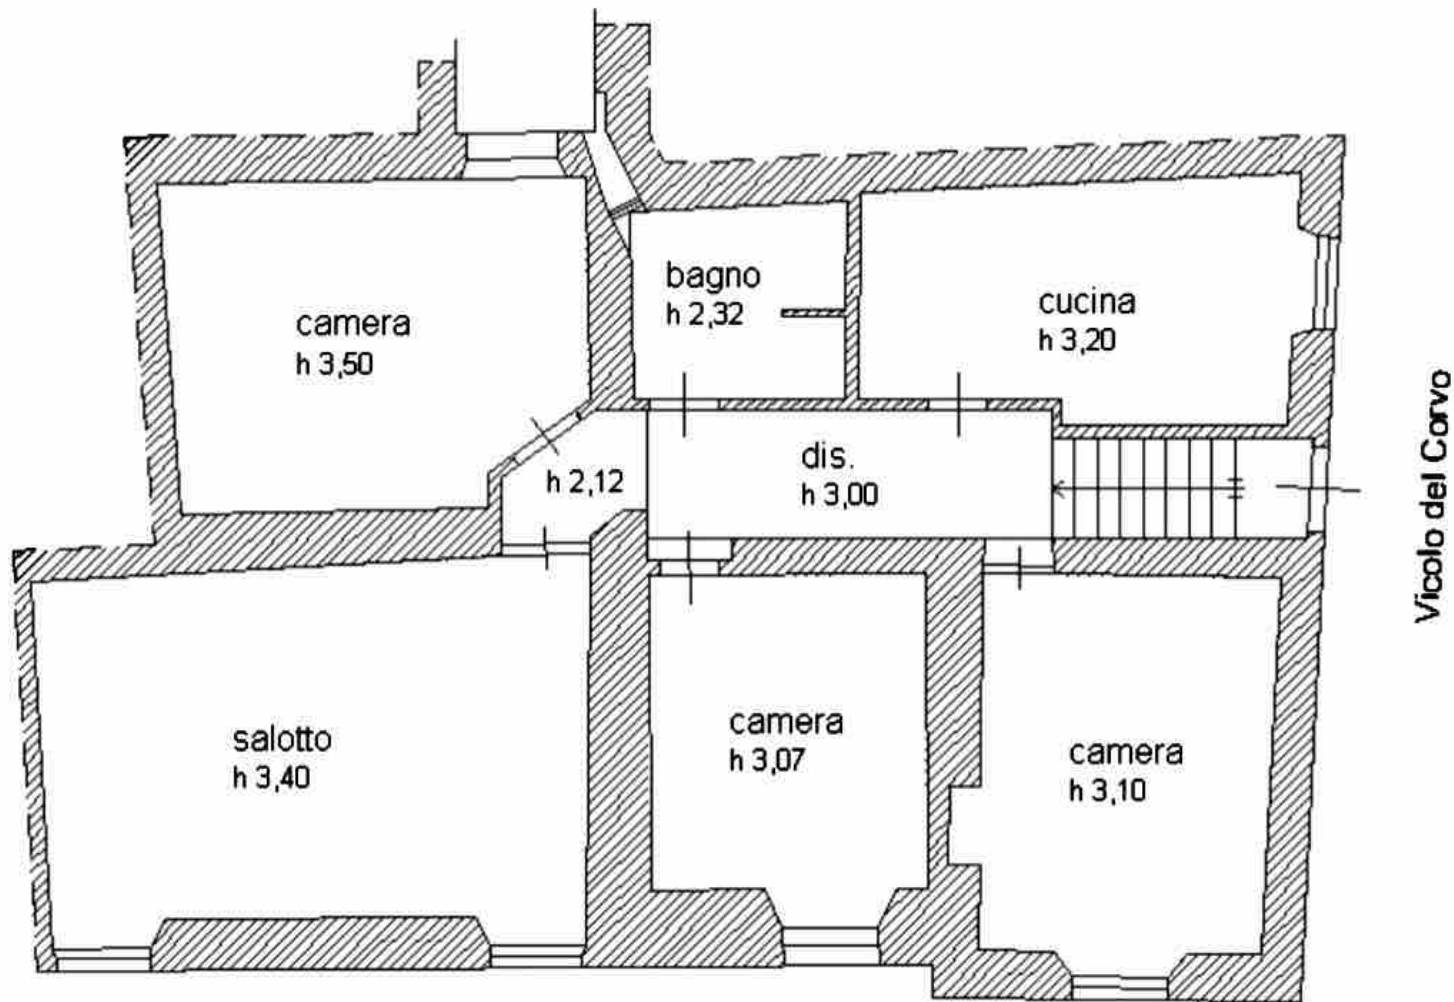 camera
h 3,50
bagno
h 2,32
cucina
h 3,20
h 2,12
dis.
h 3,00
salotto
h 3,40
camera
h 3,07
camera
h 3,10
Vicolo del Corvo